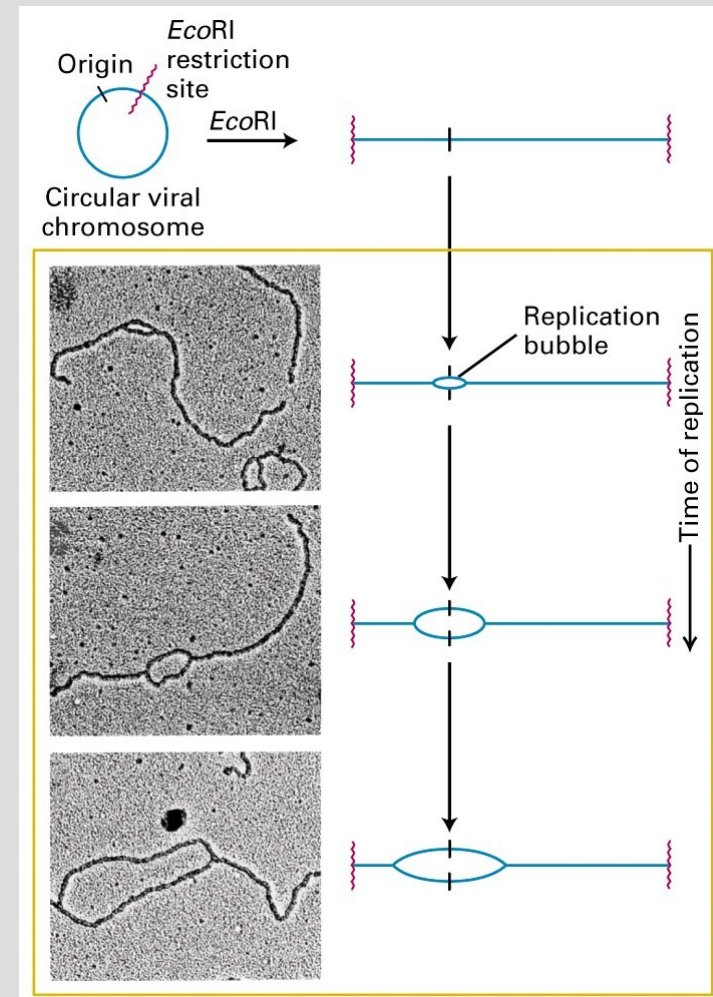 EcoRI
restriction
site
Origin
EcoRI
Circular viral
chromosome
Replication
bubble
Time of replication